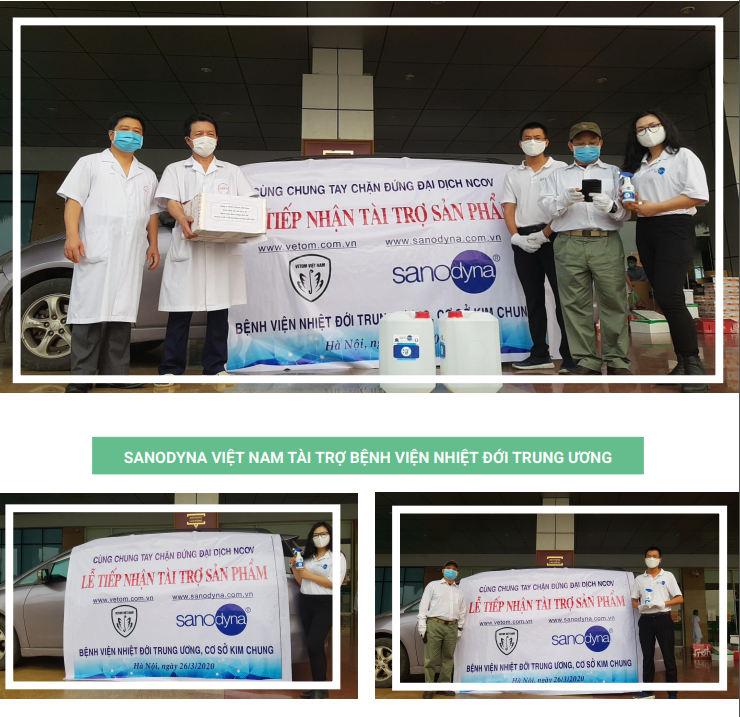 CÙNG CHUNG TAY CHẶN ĐỨNG ĐẠI DỊCH NCOV
TIẾP NHẬN TÀI TRỢ SẢN PHẨM
www.vetom.com.vn www.sanodyna.com.vn
VETOM VIỆT NAM
sanodyna®
BỆNH VIỆN NHIỆT ĐỚI TRUNG ƯƠNG, CƠ SỞ KIM CHUNG
Hà Nội,
SANODYNA VIỆT NAM TÀI TRỢ BỆNH VIỆN NHIỆT ĐỚI TRUNG ƯƠNG
CÙNG CHUNG TAY CHẶN ĐỨNG ĐẠI DỊCH NCOV
LỄ TIẾP NHẬN TÀI TRỢ SẢN PHẨM
www.vetom.com.vn www.sanodyna.com.vn
sanodyna®
BỆNH VIỆN NHIỆT ĐỚI TRUNG ƯƠNG, CƠ SỞ KIM CHUNG
Hà Nội, ngày 26/3/2020
CÙNG CHUNG TAY CHẶN ĐỨNG ĐẠI DỊCH NCOV
LỄ TIẾP NHẬN TÀI TRỢ SẢN PHẨM
www.vetom.com.vn www.sanodyna.com.vn
sanodyna®
BỆNH VIỆN NHIỆT ĐỚI TRUNG ƯƠNG, CƠ SỞ KIM CHUNG
Hà Nội, ngày 26/3/2020